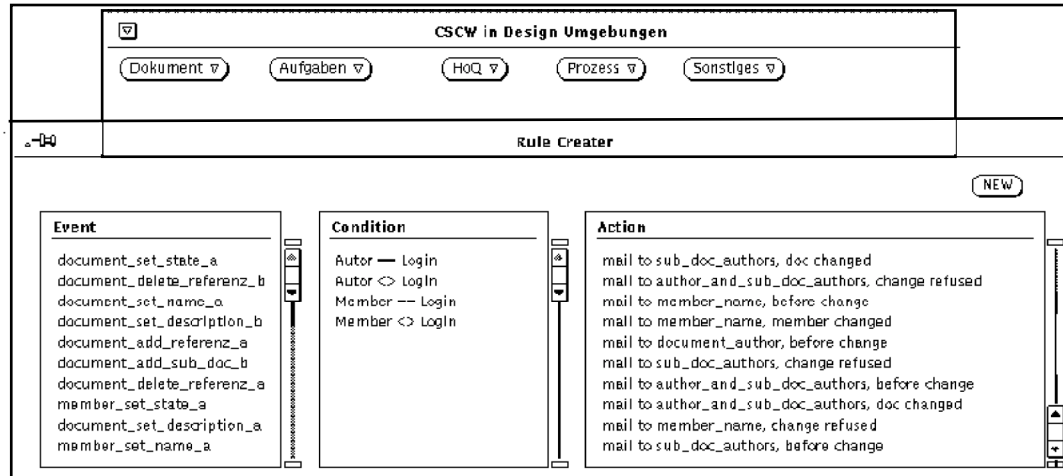 CSCW in Design Umgebungen
Dokument Aufgaben HoQ Prozess Sonstiges
Rule Creater
NEW
Event
document_set_state_a
document_delete_referenz_b
document_set_name_a
document_set_description_b
document_add_referenz_a
document_add_sub_doc_b
document_delete_referenz_a
member_set_state_a
document_set_description_a
member_set_name_a
Condition
Autor == Login
Autor <> Login
Member == Login
Member <> Login
Action
mail to sub_doc_authors, doc changed
mail to author_and_sub_doc_authors, change refused
mail to member_name, before change
mail to member_name, member changed
mail to document_author, before change
mail to sub_doc_authors, change refused
mail to author_and_sub_doc_authors, before change
mail to author_and_sub_doc_authors, doc changed
mail to member_name, change refused
mail to sub_doc_authors, before change